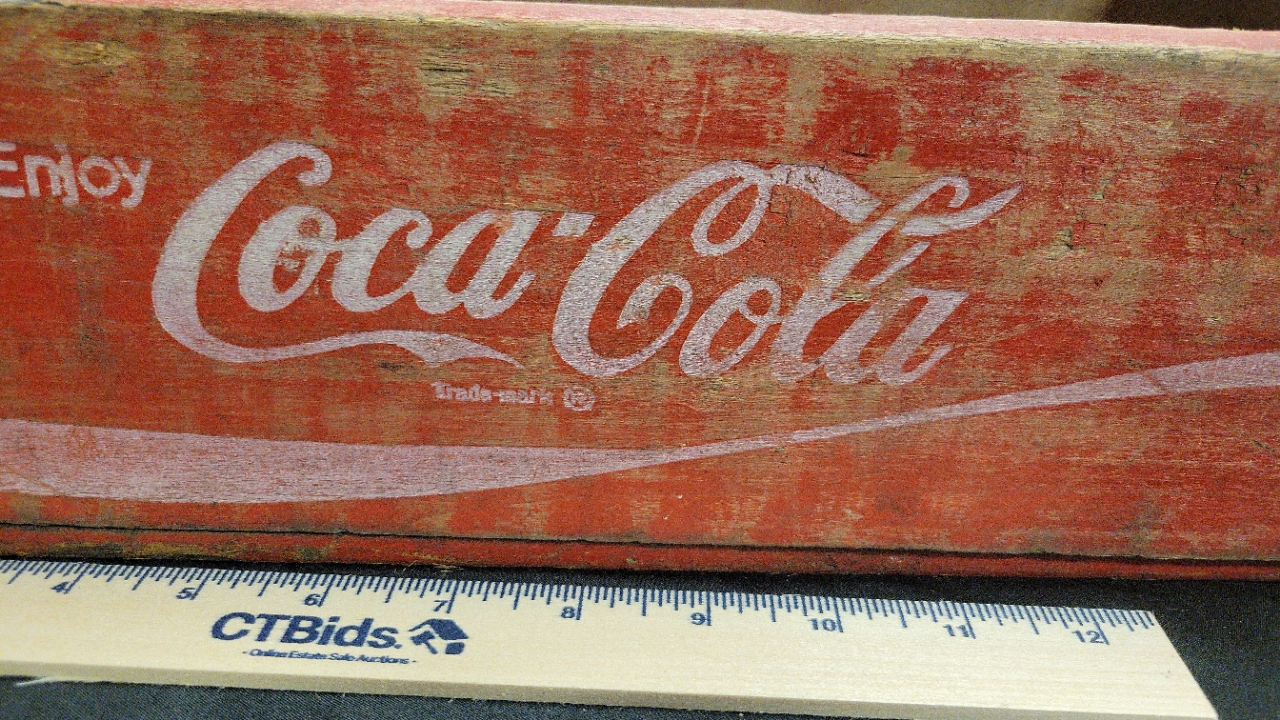 Enjoy
Coca-Cola
Trade-mark ®
4 5 6 7 8 9 10 11 12
CTBids.
- Online Estate Sale Auctions -